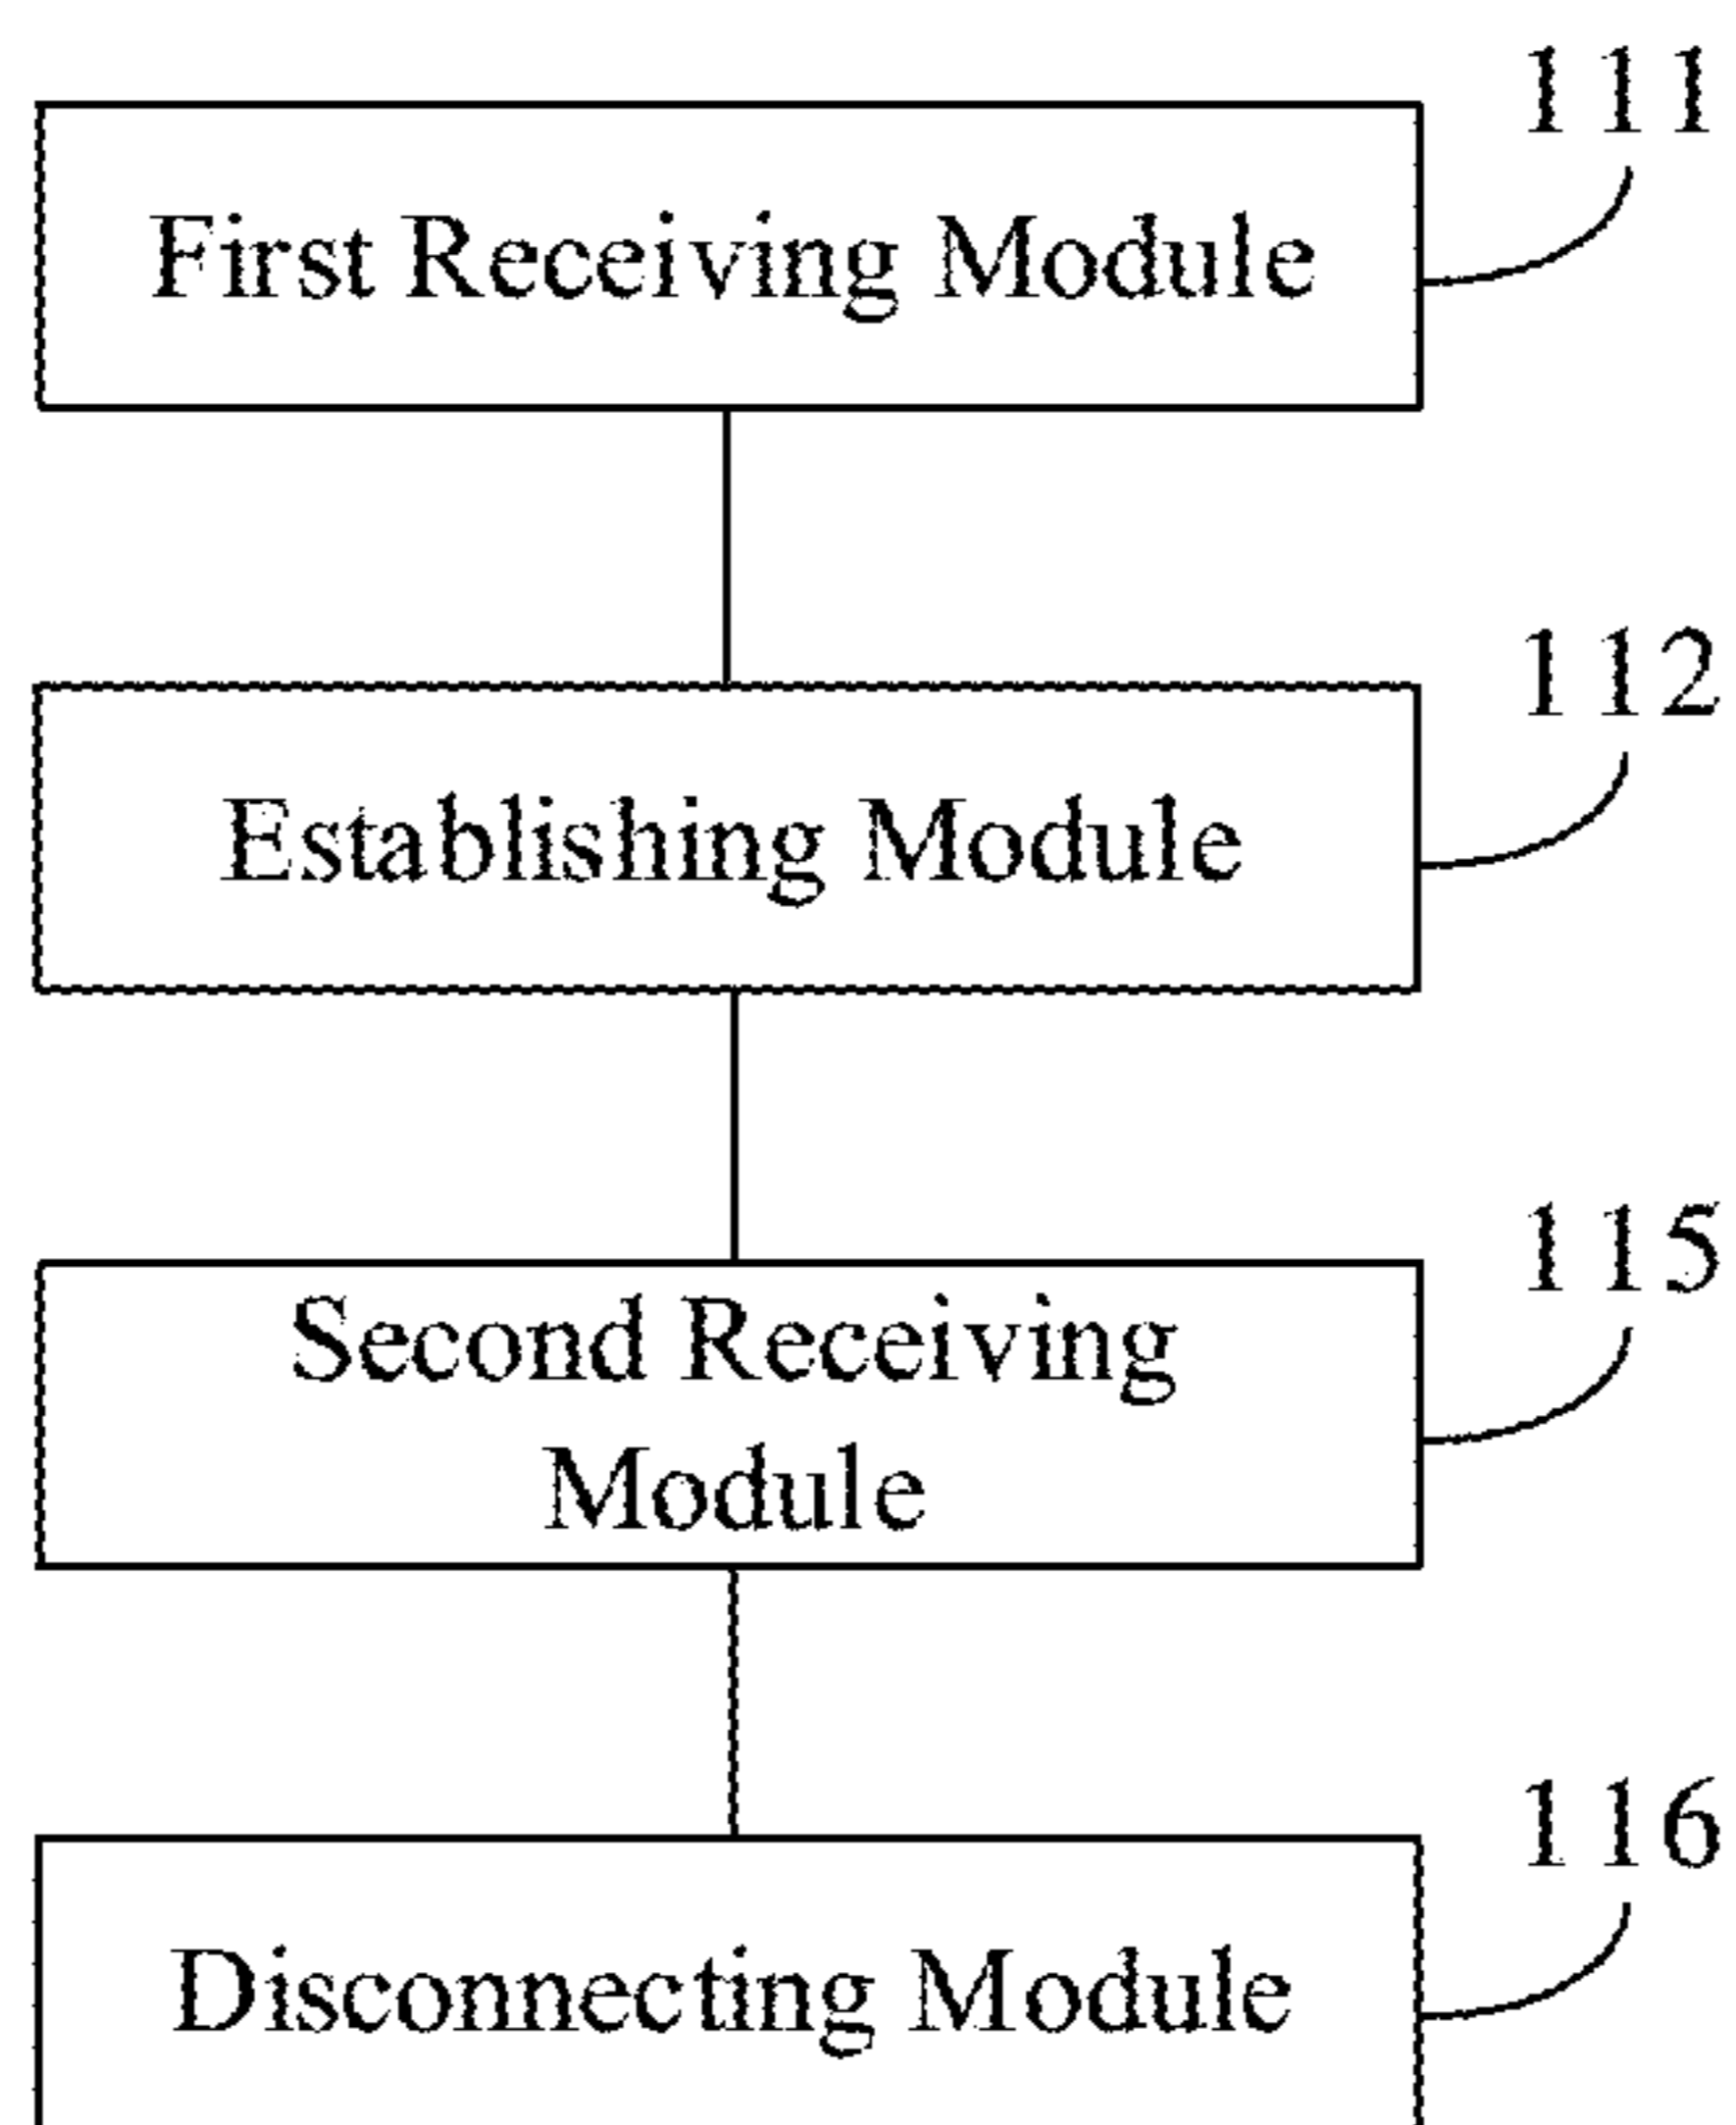 111
First Receiving Module
112
Establishing Module
115
Second Receiving
Module
116
Disconnecting Module